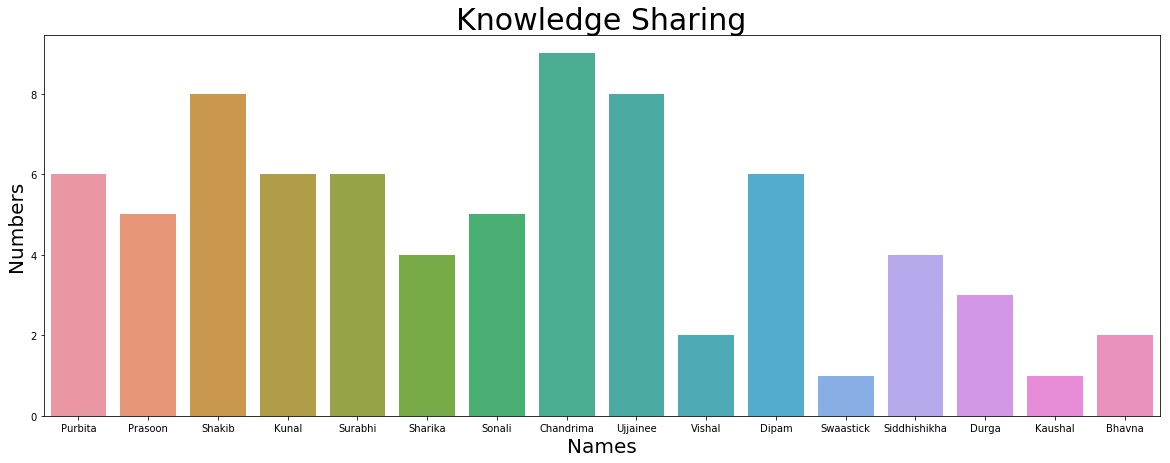 Knowledge Sharing
Numbers
8
6
4
2
0
Purbita Prasoon Shakib Kunal Surabhi Sharika Sonali Chandrima Ujjainee Vishal Dipam Swaastick Siddhishikha Durga Kaushal Bhavna
Names